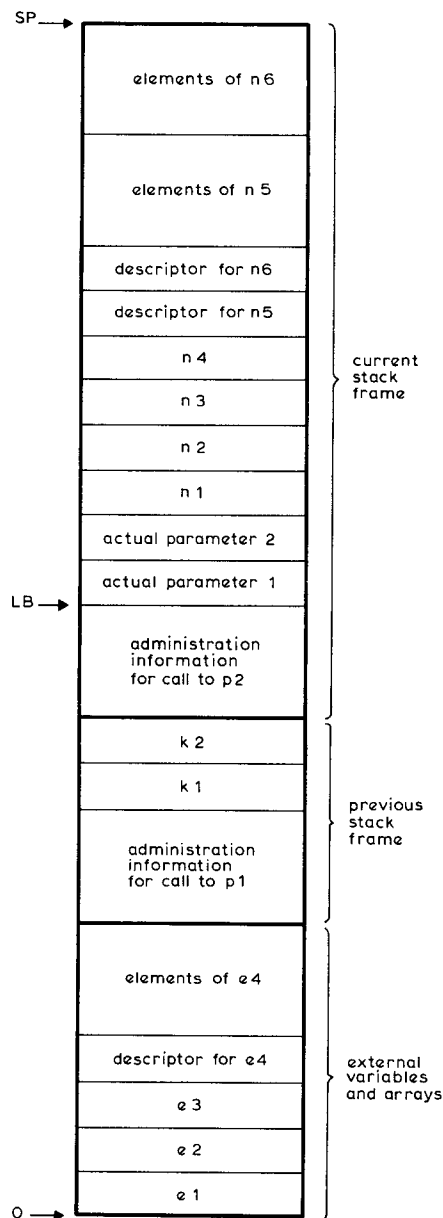 SP
elements of n6
elements of n5
descriptor for n6
descriptor for n5
n4
n3
n2
n1
actual parameter 2
actual parameter 1
current
stack
frame
LB
administration
information
for call to p2
k2
k1
administration
information
for call to p1
previous
stack
frame
elements of e4
descriptor for e4
e3
e2
e1
external
variables
and arrays
O